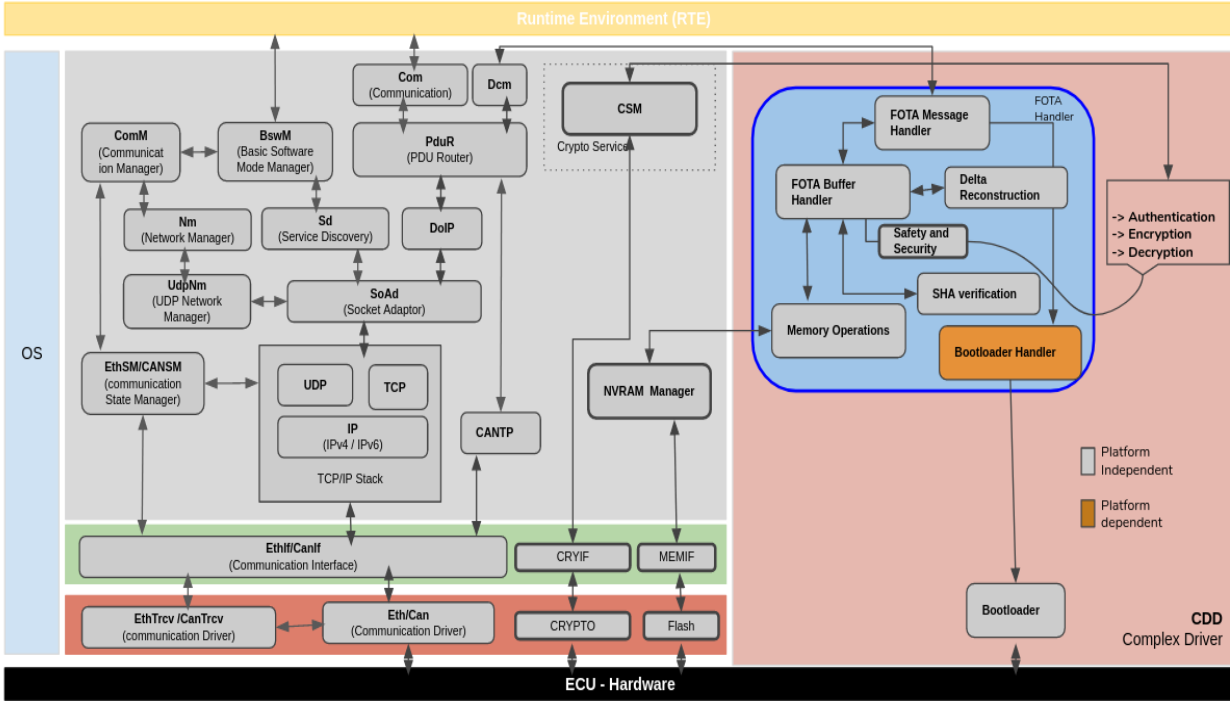 Runtime Environment (RTE)
OS
Com
(Communication)
Dcm
CSM
Crypto Service
ComM
(Communicat
ion Manager)
BswM
(Basic Software
Mode Manager)
PduR
(PDU Router)
Nm
(Network Manager)
Sd
(Service Discovery)
DoIP
UdpNm
(UDP Network
Manager)
SoAd
(Socket Adaptor)
EthSM/CANSM
(communication
State Manager)
UDP
TCP
IP
(IPv4 / IPv6)
TCP/IP Stack
CANTP
NVRAM Manager
EthIf/CanIf
(Communication Interface)
CRYIF
MEMIF
EthTrcv /CanTrcv
(communication Driver)
Eth/Can
(Communication Driver)
CRYPTO
Flash
FOTA
Handler
FOTA Message
Handler
FOTA Buffer
Handler
Delta
Reconstruction
Safety and
Security
SHA verification
Memory Operations
Bootloader Handler
-> Authentication
-> Encryption
-> Decryption
Platform
Independent
Platform
dependent
Bootloader
CDD
Complex Driver
ECU - Hardware